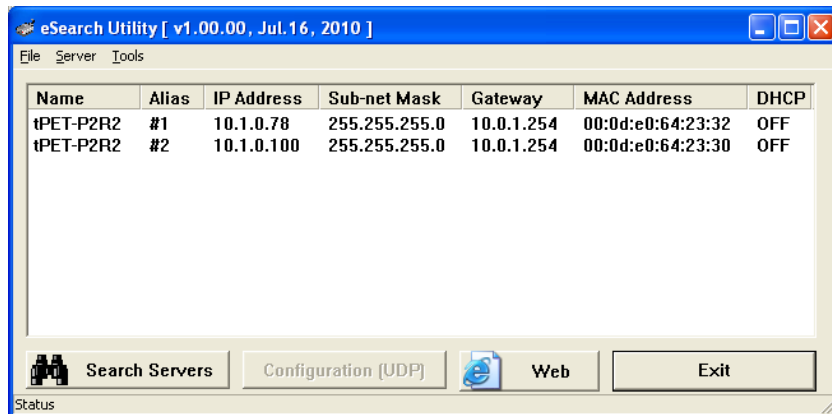 eSearch Utility [ v1.00.00, Jul.16, 2010 ]
File Server Tools
Name Alias IP Address Sub-net Mask Gateway MAC Address DHCP
tPET-P2R2 #1 10.1.0.78 255.255.255.0 10.0.1.254 00:0d:e0:64:23:32 OFF
tPET-P2R2 #2 10.1.0.100 255.255.255.0 10.0.1.254 00:0d:e0:64:23:30 OFF
Search Servers Configuration (UDP) Web Exit
Status